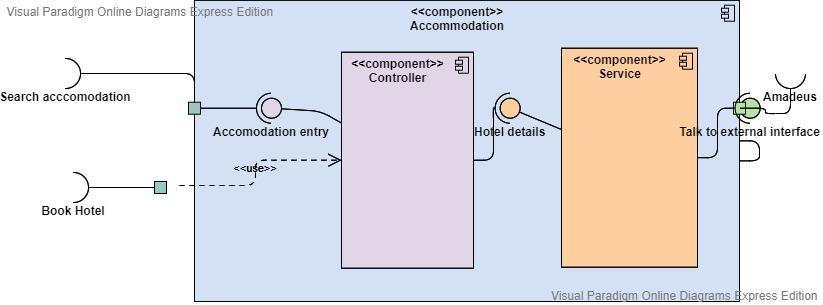 Visual Paradigm Online Diagrams Express Edition
<<component>>
Accommodation
<<component>>
Controller
<<component>>
Service
Search acccomodation
Accomodation entry
Hotel details
Talk to external interface
Amadeus
<<use>>
Book Hotel
Visual Paradigm Online Diagrams Express Edition